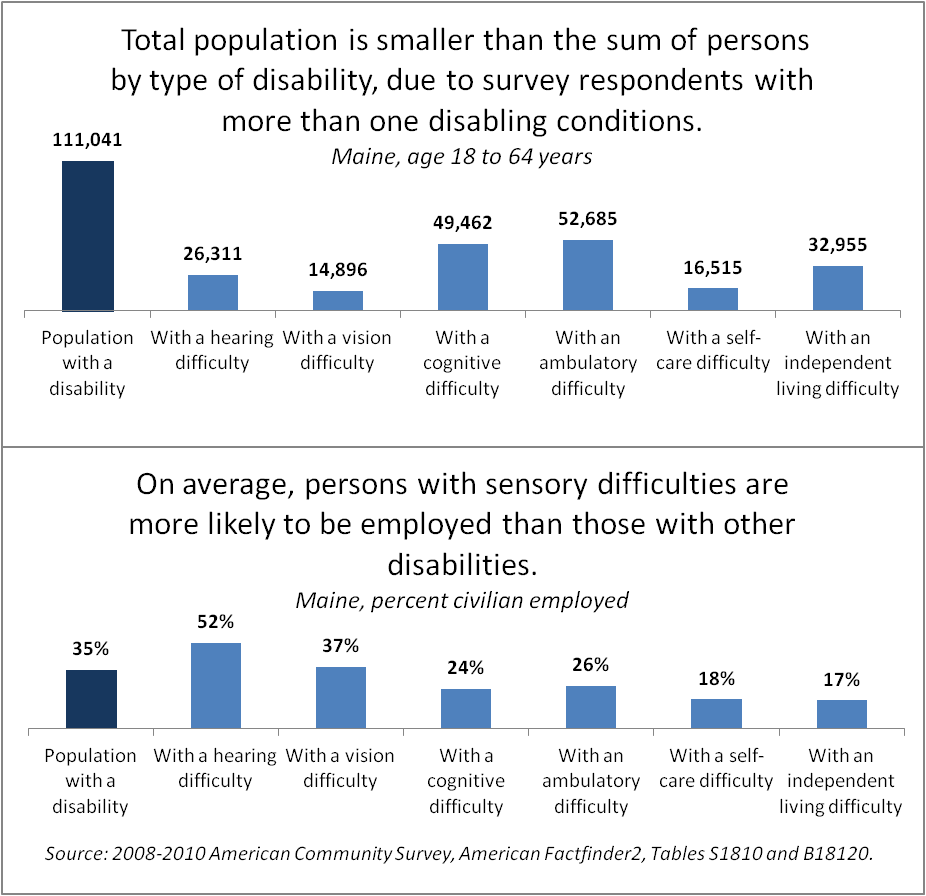 Total population is smaller than the sum of persons
by type of disability, due to survey respondents with
more than one disabling conditions.
Maine, age 18 to 64 years
111,041
26,311
14,896
49,462
52,685
16,515
32,955
Population
with a
disability
With a hearing
difficulty
With a vision
difficulty
With a
cognitive
difficulty
With an
ambulatory
difficulty
With a self-
care difficulty
With an
independent
living difficulty
On average, persons with sensory difficulties are
more likely to be employed than those with other
disabilities.
Maine, percent civilian employed
35%
52%
37%
24%
26%
18%
17%
Population
with a
disability
With a hearing
difficulty
With a vision
difficulty
With a
cognitive
difficulty
With an
ambulatory
difficulty
With a self-
care difficulty
With an
independent
living difficulty
Source: 2008-2010 American Community Survey, American Factfinder2, Tables S1810 and B18120.